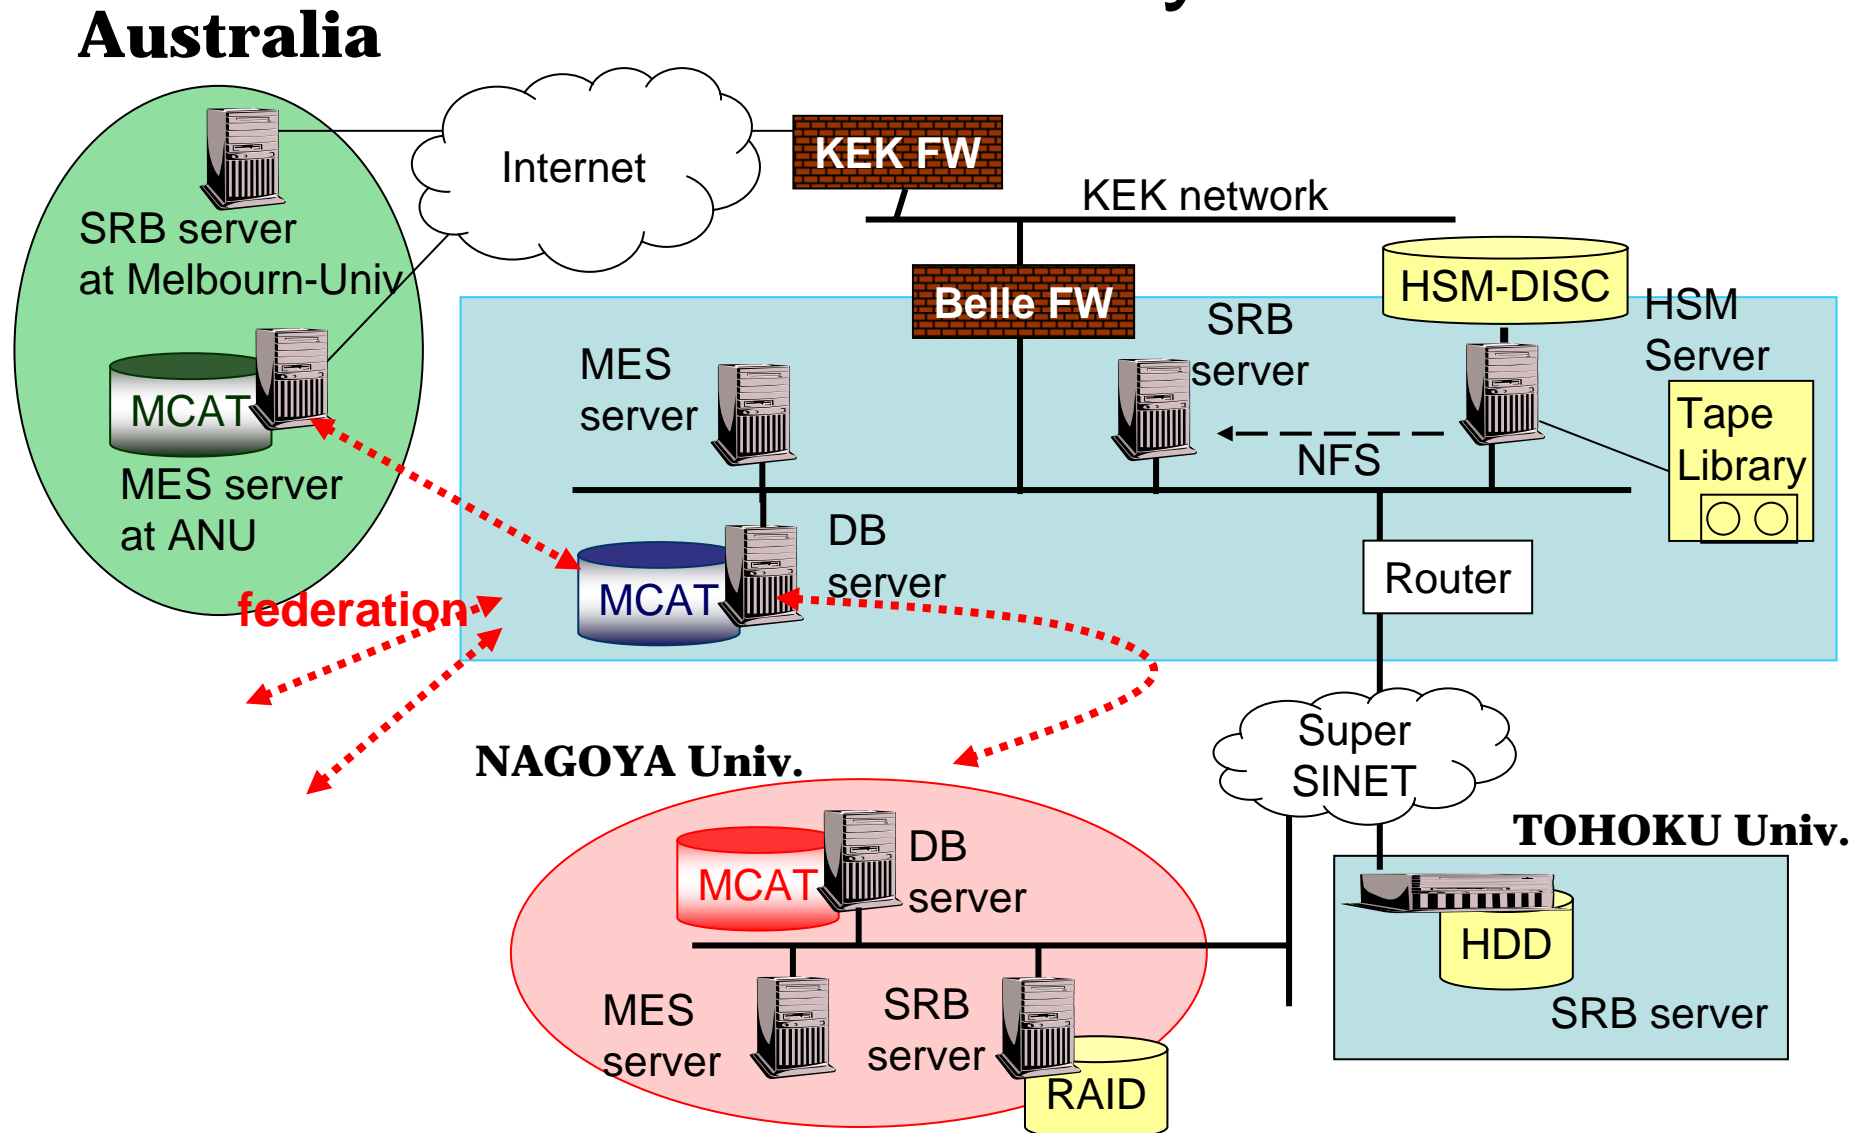 Australia
Internet
KEK FW
KEK network
SRB server
at Melbourn-Univ
Belle FW
SRB
server
HSM-DISC
HSM
Server
MES
server
MCAT
NFS
Tape
Library
MES server
at ANU
DB
server
MCAT
Router
federation
Super
SINET
NAGOYA Univ.
TOHOKU Univ.
MCAT
DB
server
HDD
MES
server
SRB
server
SRB server
RAID